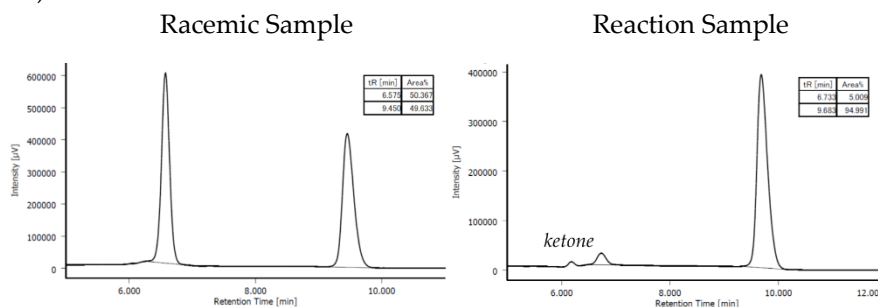 Racemic Sample
Intensity [μV]
600000
500000
400000
300000
200000
100000
0
6.000 8.000 10.000
Retention Time [min]
tR [min] Area%
6.575 50.367
9.450 49.633
Reaction Sample
Intensity [μV]
400000
300000
200000
100000
0
ketone
6.000 8.000 10.000 12.000
Retention Time [min]
tR [min] Area%
6.733 5.009
9.683 94.991